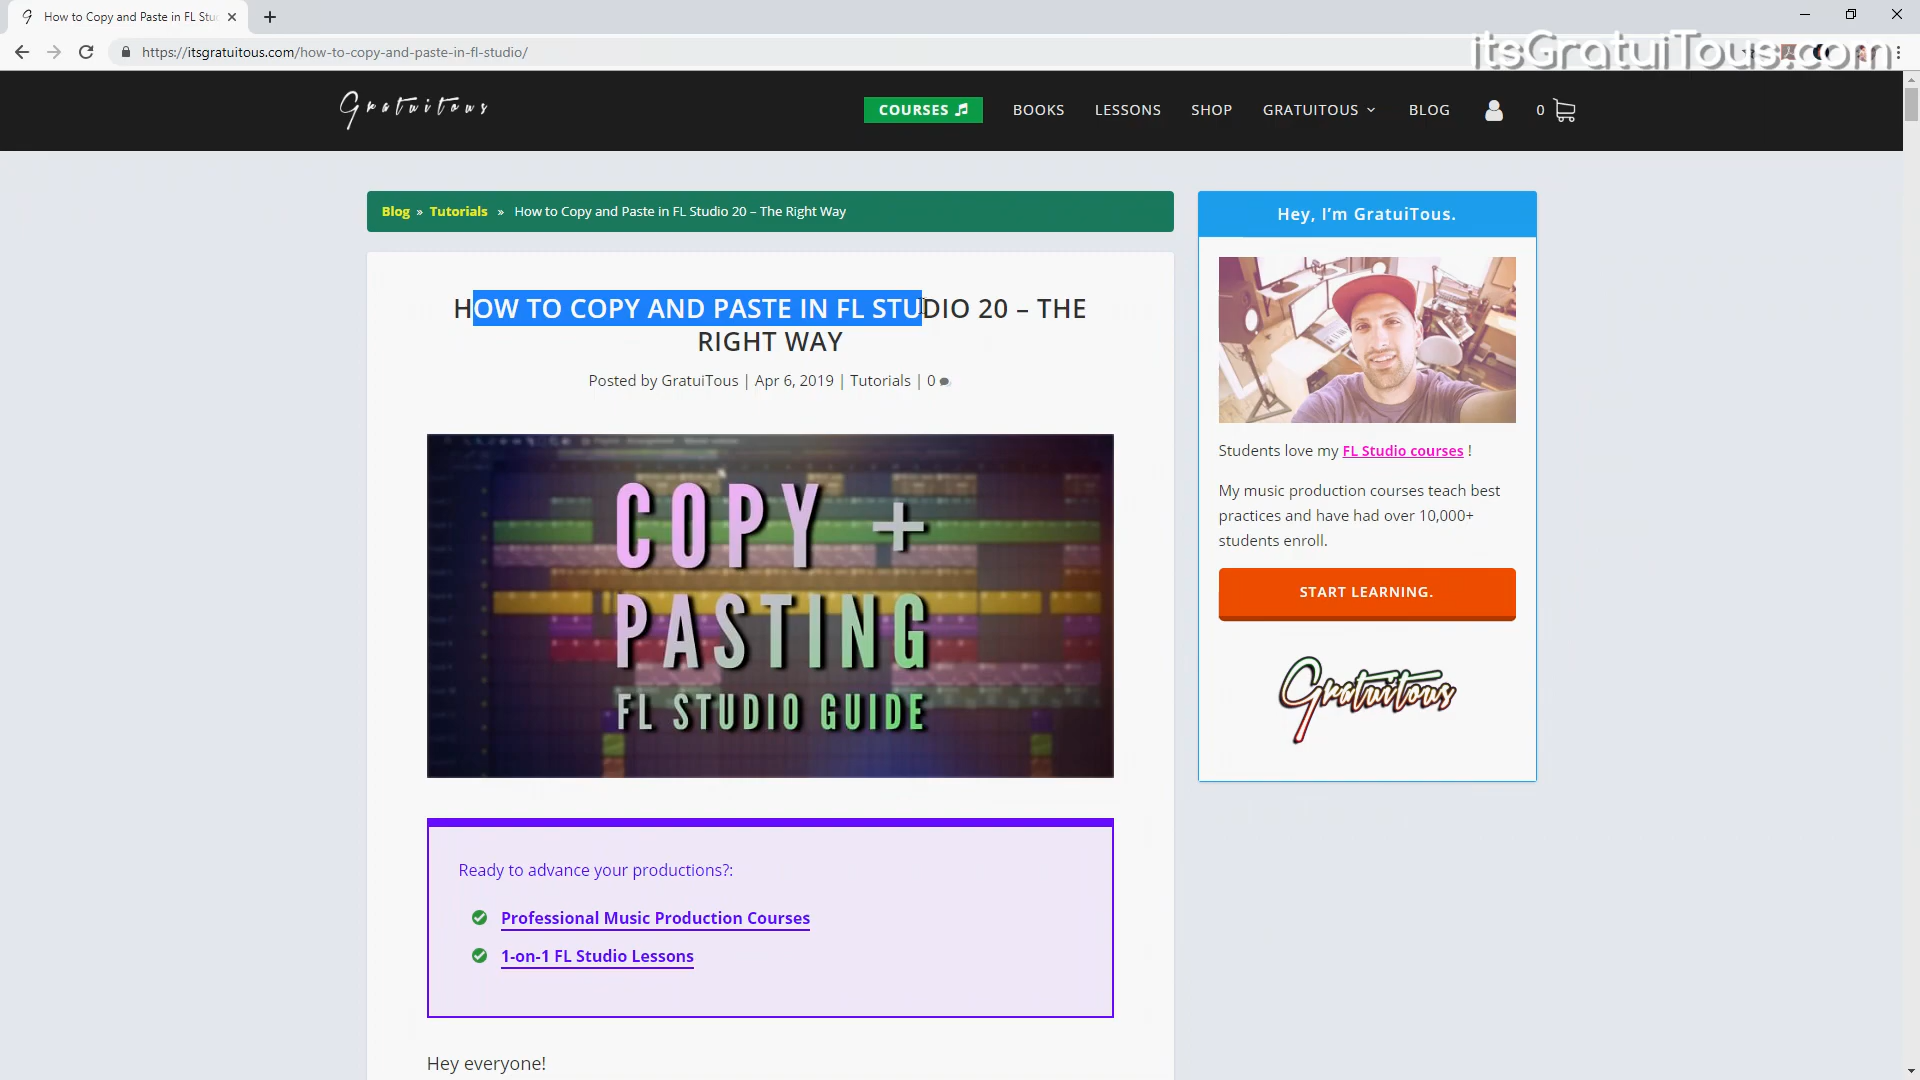 How to Copy and Paste in FL Stu
https://itsgratuitous.com/how-to-copy-and-paste-in-fl-studio/
itsGratuiTous.com
Gratuitous
COURSES
BOOKS
LESSONS
SHOP
GRATUITOUS
BLOG
0
Blog » Tutorials » How to Copy and Paste in FL Studio 20 – The Right Way
HOW TO COPY AND PASTE IN FL STUDIO 20 – THE
RIGHT WAY
Posted by GratuiTous | Apr 6, 2019 | Tutorials | 0
COPY +
PASTING
FL STUDIO GUIDE
Ready to advance your productions?:
Professional Music Production Courses
1-on-1 FL Studio Lessons
Hey everyone!
Hey, I’m GratuiTous.
Students love my FL Studio courses !
My music production courses teach best
practices and have had over 10,000+
students enroll.
START LEARNING.
Gratuitous